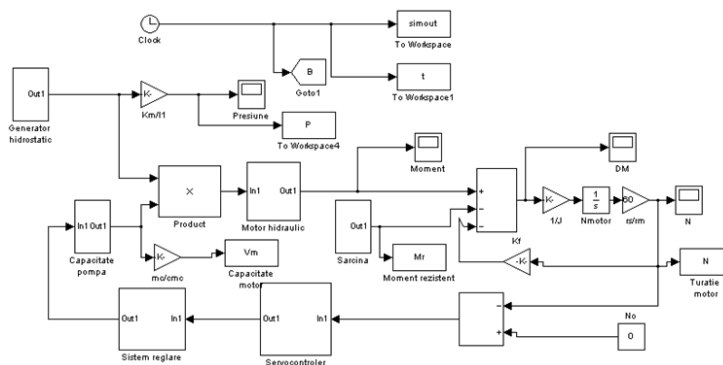 simout
Clock
To Workspace
B
t
Goto1
To Workspace1
Out1
K-
Generator
hidrostatic
Km/I1
Presiune
P
To Workspace4
Moment
DM
×
In1 Out1
Product
Motor hidraulic
+
−
−
K-
1
s
60
1/J
Nmotor
rs/rm
N
In1 Out1
Capacitate
pompa
K-
mc/cmc
Vm
Capacitate
motor
Out1
Sarcina
Mr
Moment rezistent
Kf
-K-
N
Turatie
motor
Out1 In1
Sistem reglare
Out1 In1
Servocontroler
−
+
No
0